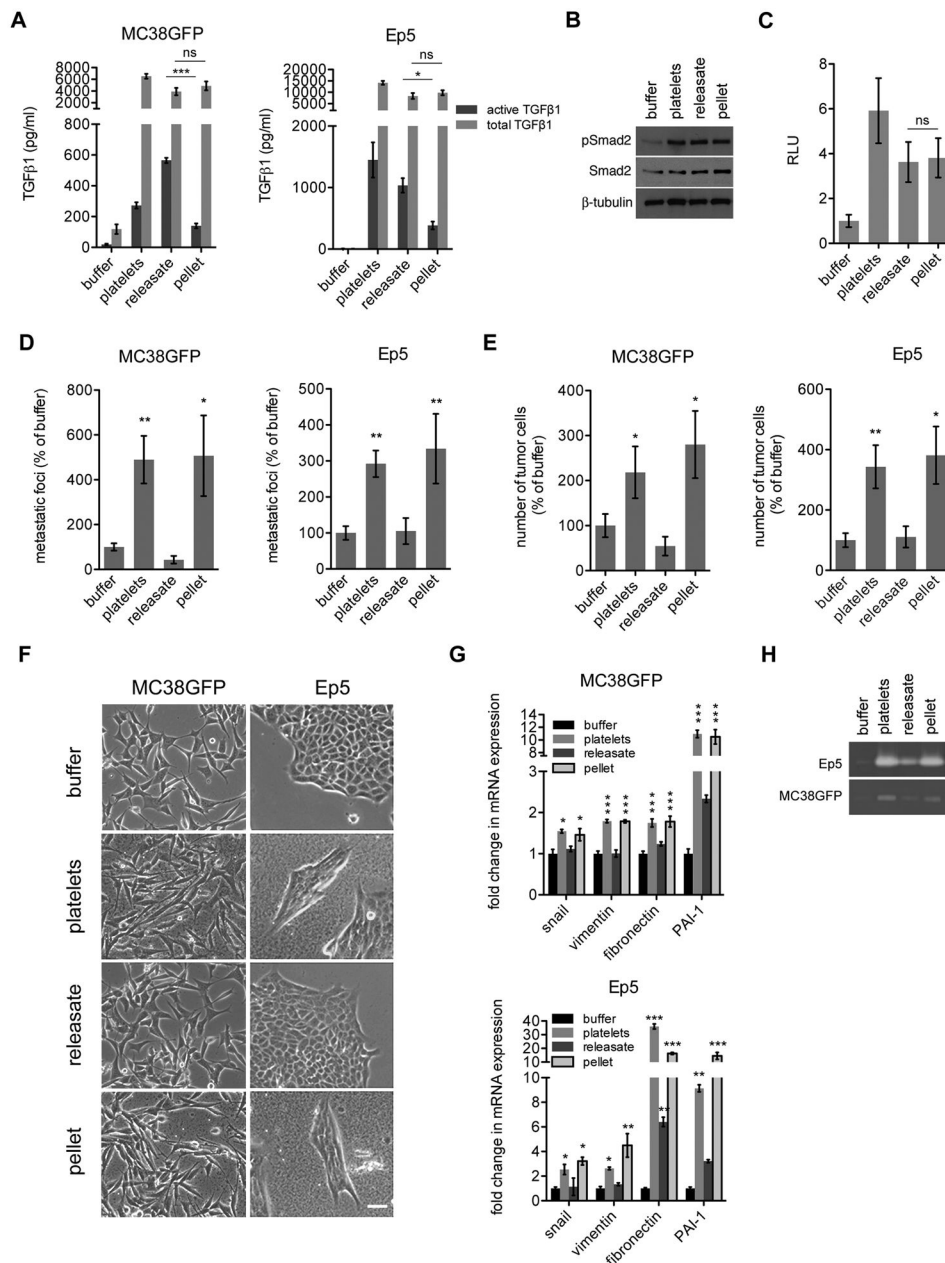 A
MC38GFP
Ep5
TGFβ1 (pg/ml)
8000
6000
4000
2000
600
400
200
0
ns
***
buffer
platelets
releasate
pellet
TGFβ1 (pg/ml)
20000
15000
10000
5000
2000
1000
0
ns
*
buffer
platelets
releasate
pellet
active TGFβ1
total TGFβ1
B
buffer
platelets
releasate
pellet
pSmad2
Smad2
β-tubulin
C
RLU
8
6
4
2
0
ns
buffer
platelets
releasate
pellet
D
MC38GFP
metastatic foci (% of buffer)
800
600
400
200
0
**
*
buffer
platelets
releasate
pellet
Ep5
metastatic foci (% of buffer)
500
400
300
200
100
0
**
**
buffer
platelets
releasate
pellet
E
MC38GFP
number of tumor cells
(% of buffer)
400
300
200
100
0
*
*
buffer
platelets
releasate
pellet
Ep5
number of tumor cells
(% of buffer)
600
400
200
0
**
*
buffer
platelets
releasate
pellet
F
MC38GFP
Ep5
buffer
platelets
releasate
pellet
G
MC38GFP
fold change in mRNA expression
14
12
10
8
6
4
2
2
1
0
buffer
platelets
releasate
pellet
* *
*** ***
*** ***
*** ***
snail
vimentin
fibronectin
PAI-1
Ep5
fold change in mRNA expression
40
30
20
10
10
8
6
4
2
0
buffer
platelets
releasate
pellet
* *
* **
*** ** ***
** ***
snail
vimentin
fibronectin
PAI-1
H
buffer
platelets
releasate
pellet
Ep5
MC38GFP